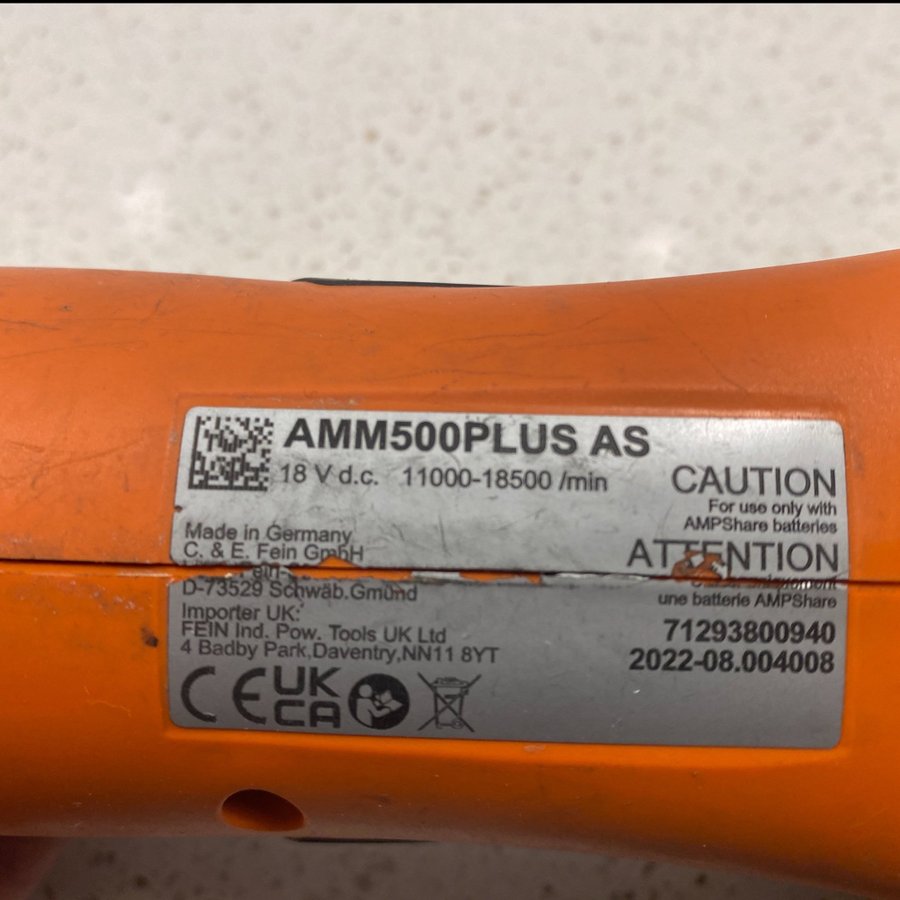 AMM500PLUS AS
18 V d.c. 11000-18500 /min
CAUTION
For use only with
AMPShare batteries
Made in Germany
C. & E. Fein GmbH
ATTENTION
D-73529 Schwäb.Gmünd
une batterie AMPShare
Importer UK:
FEIN Ind. Pow. Tools UK Ltd
4 Badby Park,Daventry,NN11 8YT
71293800940
2022-08.004008
CE UK
CA